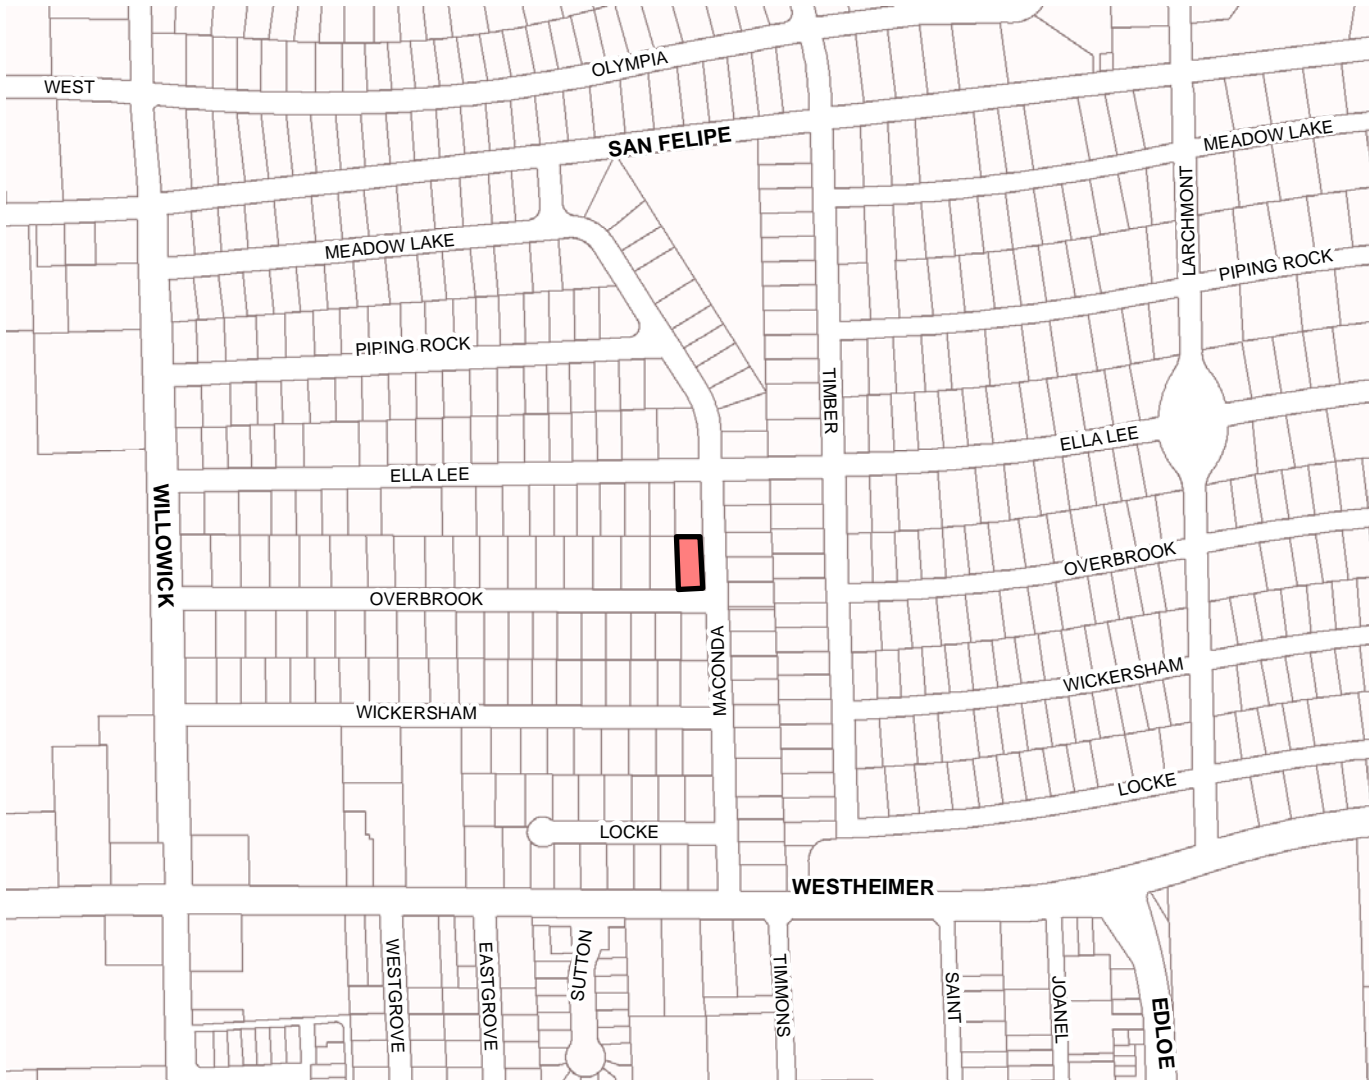 OLYMPIA
WEST
SAN FELIPE
MEADOW LAKE
LARCHMONT
MEADOW LAKE
PIPING ROCK
PIPING ROCK
TIMBER
ELLA LEE
ELLA LEE
WILLOWICK
OVERBROOK
OVERBROOK
MACONDA
WICKERSHAM
WICKERSHAM
LOCKE
LOCKE
WESTHEIMER
WESTGROVE
EASTGROVE
SUTTON
TIMMONS
SAINT
JOANEL
EDLOE